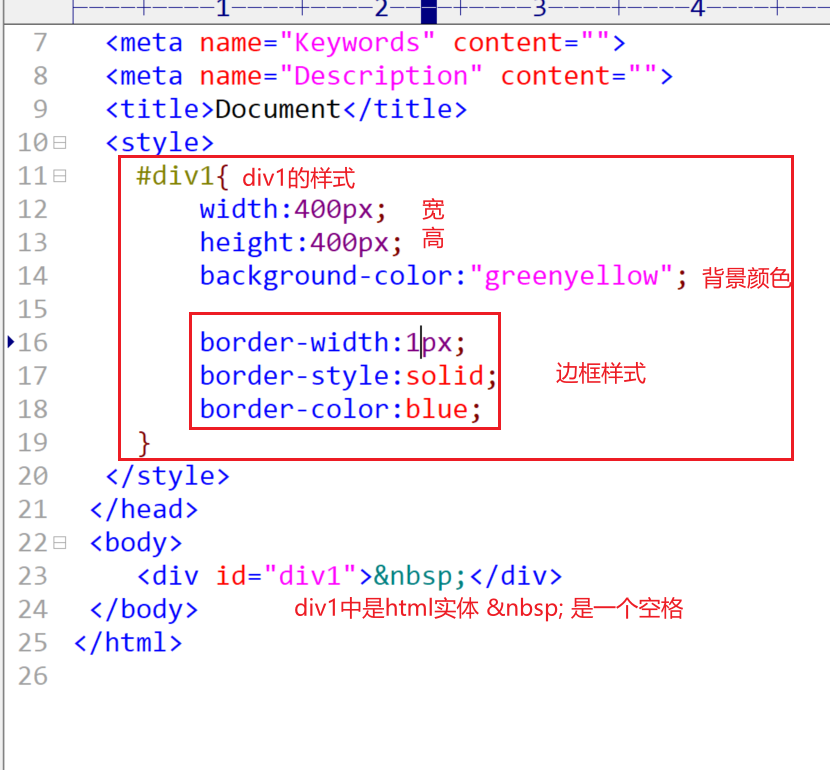 1 2 3 4
7 <meta name="Keywords" content="">
8 <meta name="Description" content="">
9 <title>Document</title>
10 <style>
11 #div1{ div1的样式
12 width:400px; 宽
13 height:400px; 高
14 background-color:"greenyellow"; 背景颜色
15
16 border-width:1px;
17 border-style:solid; 边框样式
18 border-color:blue;
19 }
20 </style>
21 </head>
22 <body>
23 <div id="div1">&nbsp;</div>
24 </body> div1中是html实体 &nbsp; 是一个空格
25 </html>
26